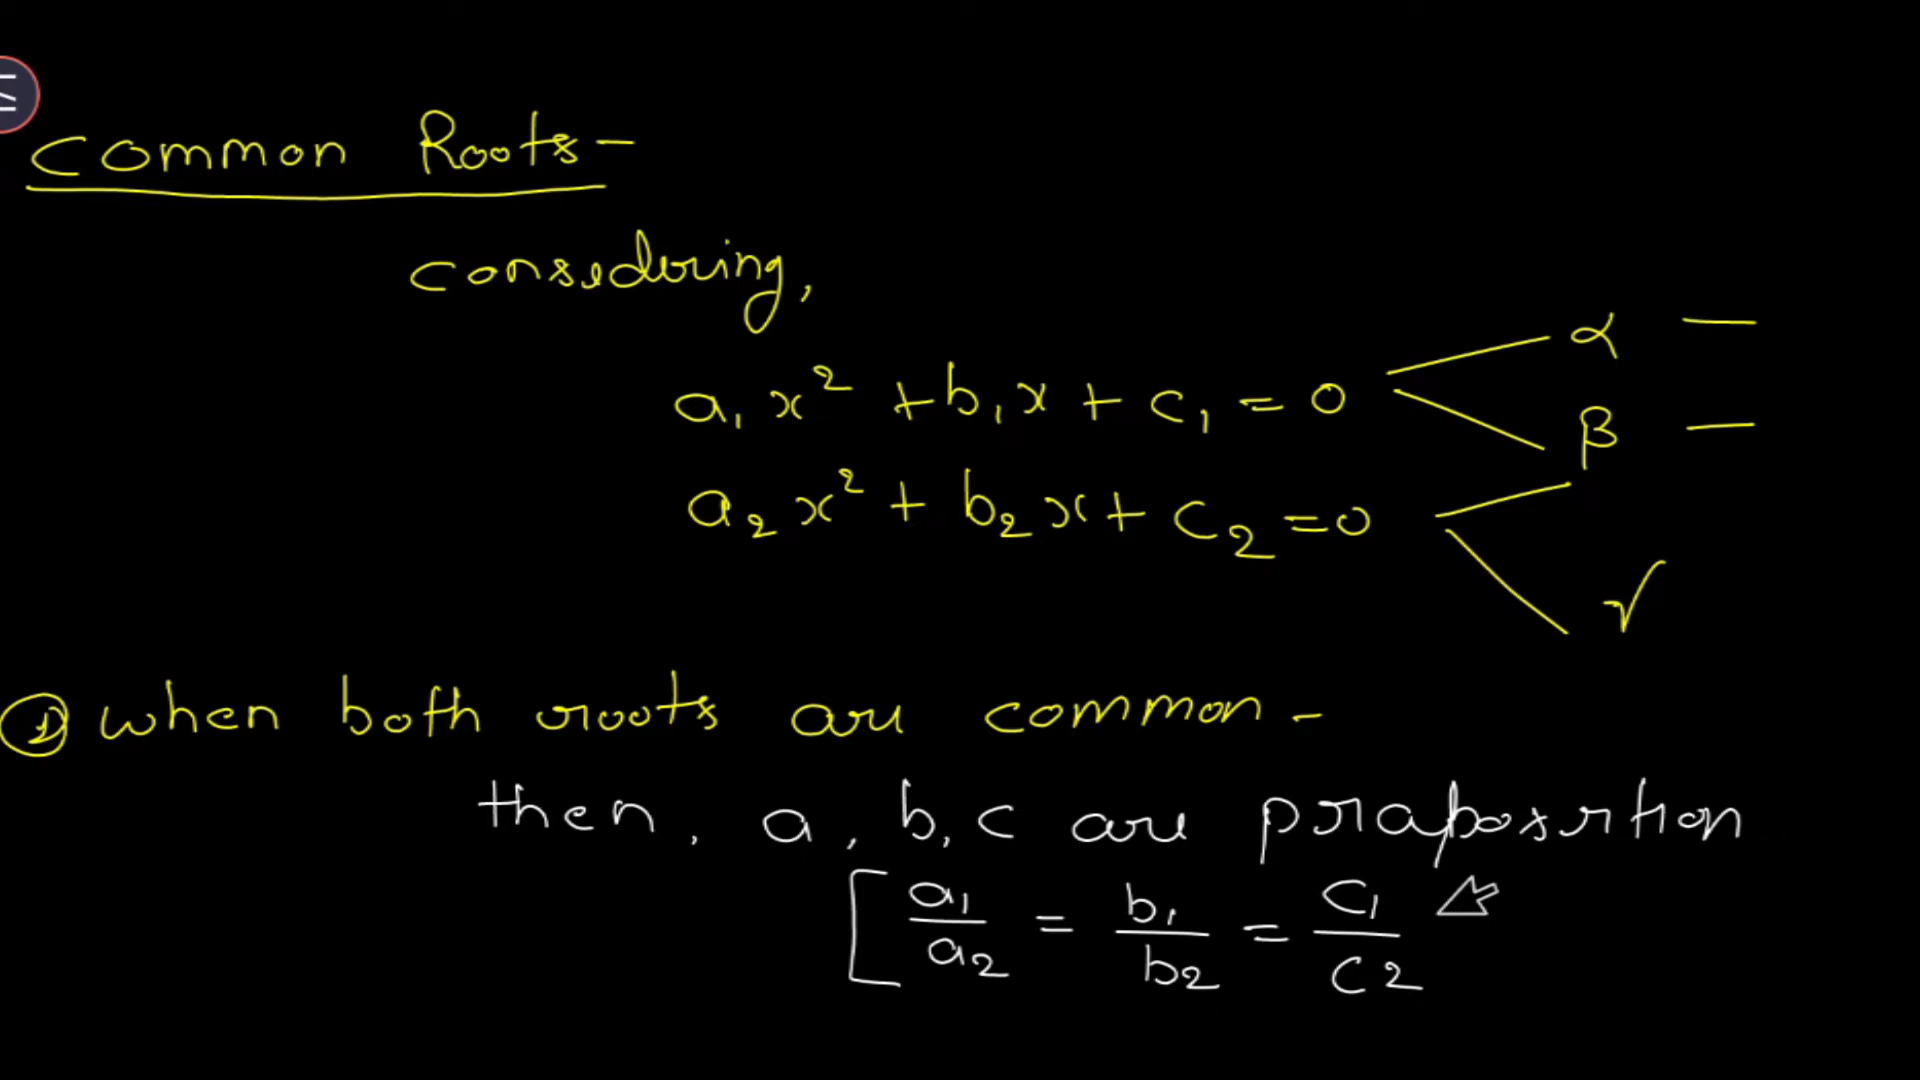 Common Roots-
considering,
a₁x² + b₁x + c₁ = 0
α —
β —
a₂x² + b₂x + c₂ = 0
γ
① when both roots are common -
then, a, b, c are praposrtion
[ a₁/a₂ = b₁/b₂ = c₁/c₂